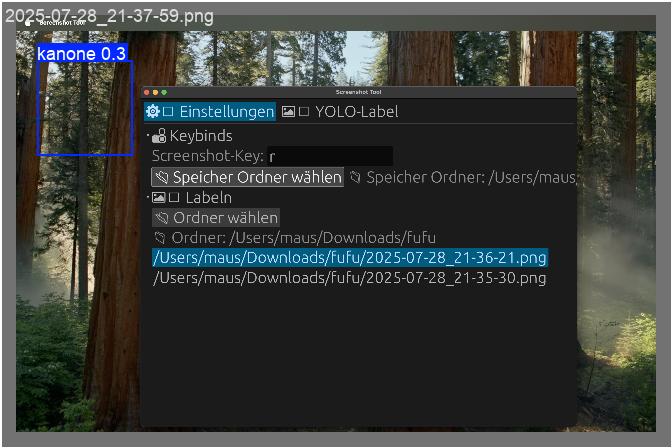 2025-07-28_21-37-59.png
Screenshot Tool
kanone 0.3
Screenshot Tool
Einstellungen
YOLO-Label
Keybinds
Screenshot-Key: r
Speicher Ordner wählen
Speicher Ordner: /Users/maus
Labeln
Ordner wählen
Ordner: /Users/maus/Downloads/fufu
/Users/maus/Downloads/fufu/2025-07-28_21-36-21.png
/Users/maus/Downloads/fufu/2025-07-28_21-35-30.png